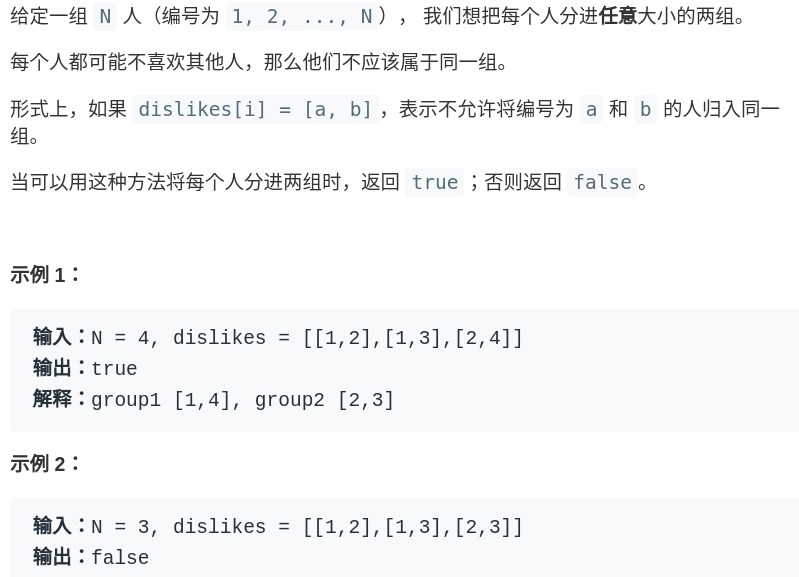 给定一组 N 人（编号为 1, 2, ..., N）， 我们想把每个人分进任意大小的两组。
每个人都可能不喜欢其他人，那么他们不应该属于同一组。
形式上，如果 dislikes[i] = [a, b]，表示不允许将编号为 a 和 b 的人归入同一
组。
当可以用这种方法将每个人分进两组时，返回 true；否则返回 false。
示例 1：
输入：N = 4, dislikes = [[1,2],[1,3],[2,4]]
输出：true
解释：group1 [1,4], group2 [2,3]
示例 2：
输入：N = 3, dislikes = [[1,2],[1,3],[2,3]]
输出：false